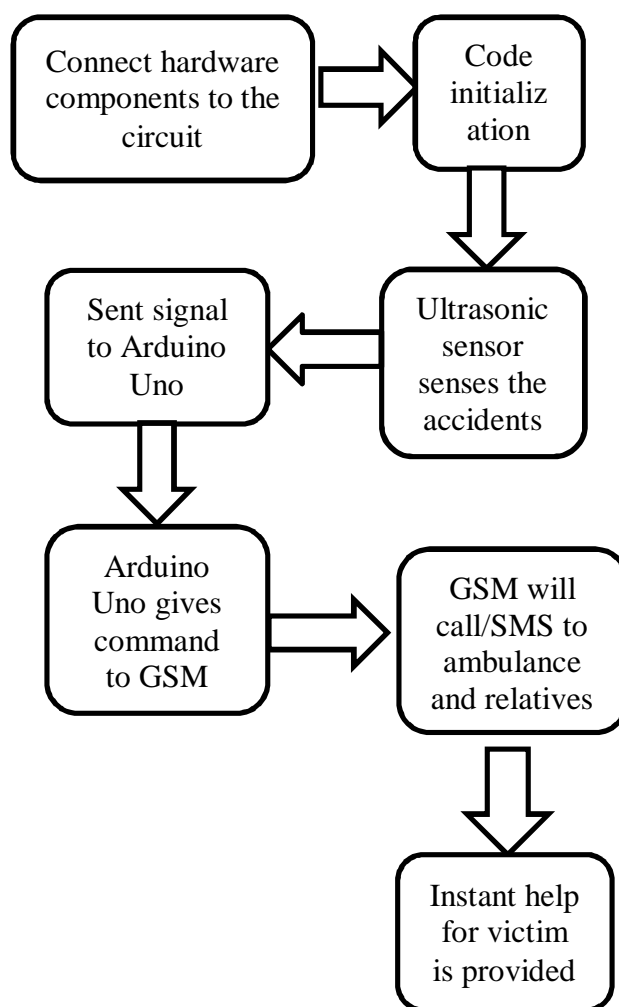 Connect hardware
components to the
circuit
Code
initializ
ation
Ultrasonic
sensor
senses the
accidents
Sent signal
to Arduino
Uno
Arduino
Uno gives
command
to GSM
GSM will
call/SMS to
ambulance
and relatives
Instant help
for victim
is provided